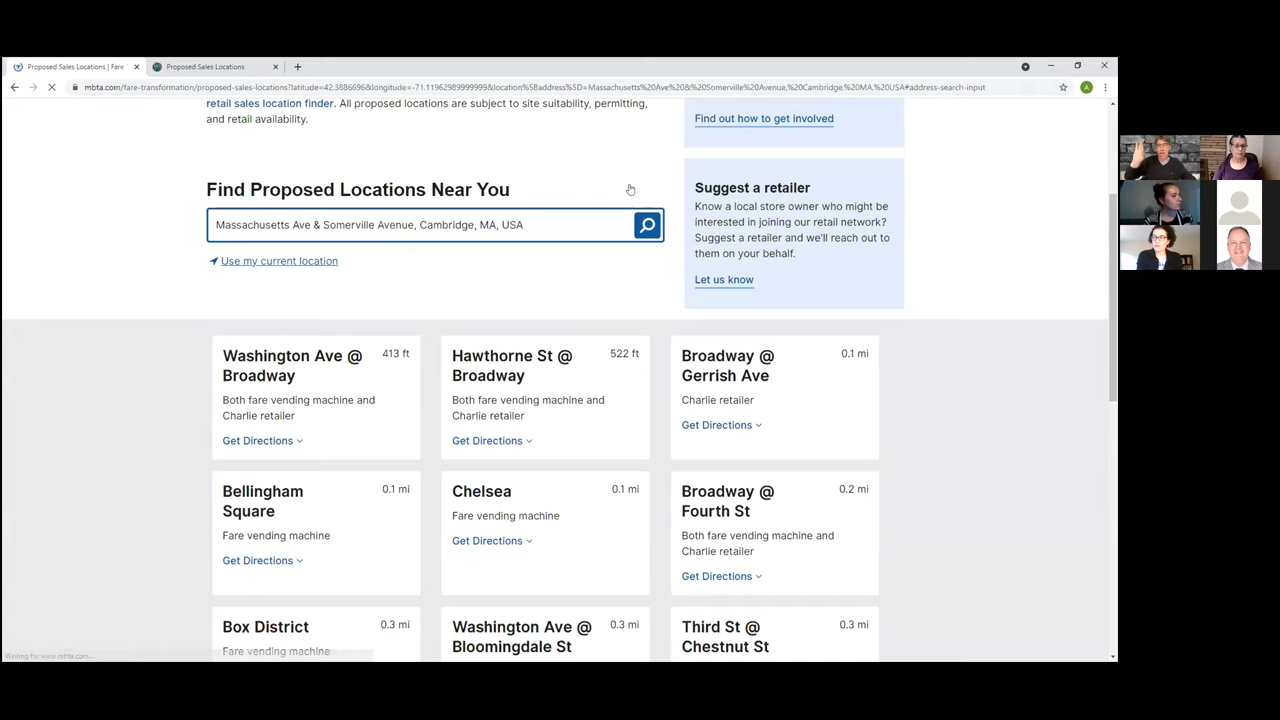 Proposed Sales Locations | Fare
Proposed Sales Locations
mbta.com/fare-transformation/proposed-sales-locations?latitude=42.3886696&longitude=-71.11962989999999&location%5Baddress%5D=Massachusetts%20Ave%20&%20Somerville%20Avenue,%20Cambridge,%20MA,%20USA#address-search-input
A
retail sales location finder. All proposed locations are subject to site suitability, permitting,
and retail availability.
Find out how to get involved
Find Proposed Locations Near You
Massachusetts Ave & Somerville Avenue, Cambridge, MA, USA
Use my current location
Suggest a retailer
Know a local store owner who might be
interested in joining our retail network?
Suggest a retailer and we'll reach out to
them on your behalf.
Let us know
Washington Ave @
Broadway
413 ft
Both fare vending machine and
Charlie retailer
Get Directions
Hawthorne St @
Broadway
522 ft
Both fare vending machine and
Charlie retailer
Get Directions
Broadway @
Gerrish Ave
0.1 mi
Charlie retailer
Get Directions
Bellingham
Square
0.1 mi
Fare vending machine
Get Directions
Chelsea
0.1 mi
Fare vending machine
Get Directions
Broadway @
Fourth St
0.2 mi
Both fare vending machine and
Charlie retailer
Get Directions
Box District
0.3 mi
Fare vending machine
Washington Ave @
Bloomingdale St
0.3 mi
Third St @
Chestnut St
0.3 mi
Waiting for www.mbta.com...